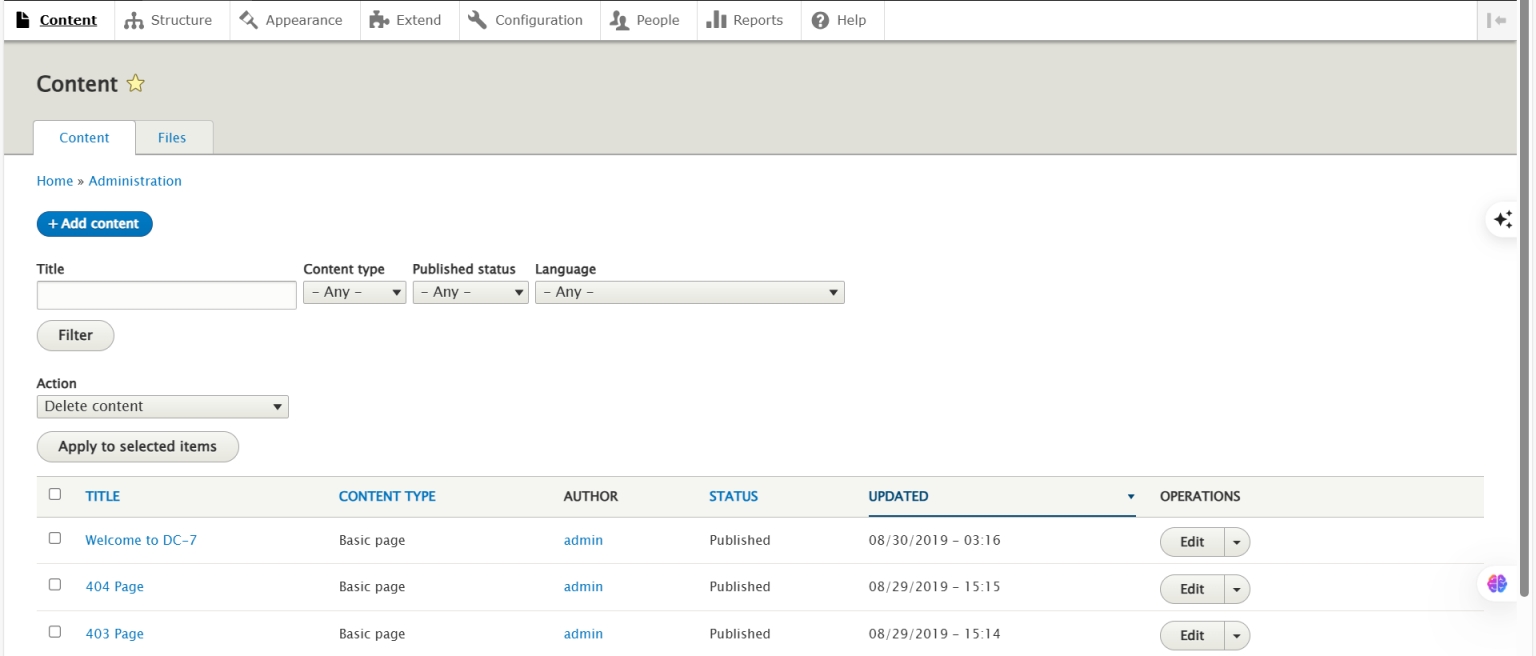 Content Structure Appearance Extend Configuration People Reports Help
Content
Content Files
Home » Administration
+ Add content
Title Content type Published status Language
- Any - - Any - - Any -
Filter
Action
Delete content
Apply to selected items
TITLE CONTENT TYPE AUTHOR STATUS UPDATED OPERATIONS
Welcome to DC-7 Basic page admin Published 08/30/2019 - 03:16 Edit
404 Page Basic page admin Published 08/29/2019 - 15:15 Edit
403 Page Basic page admin Published 08/29/2019 - 15:14 Edit